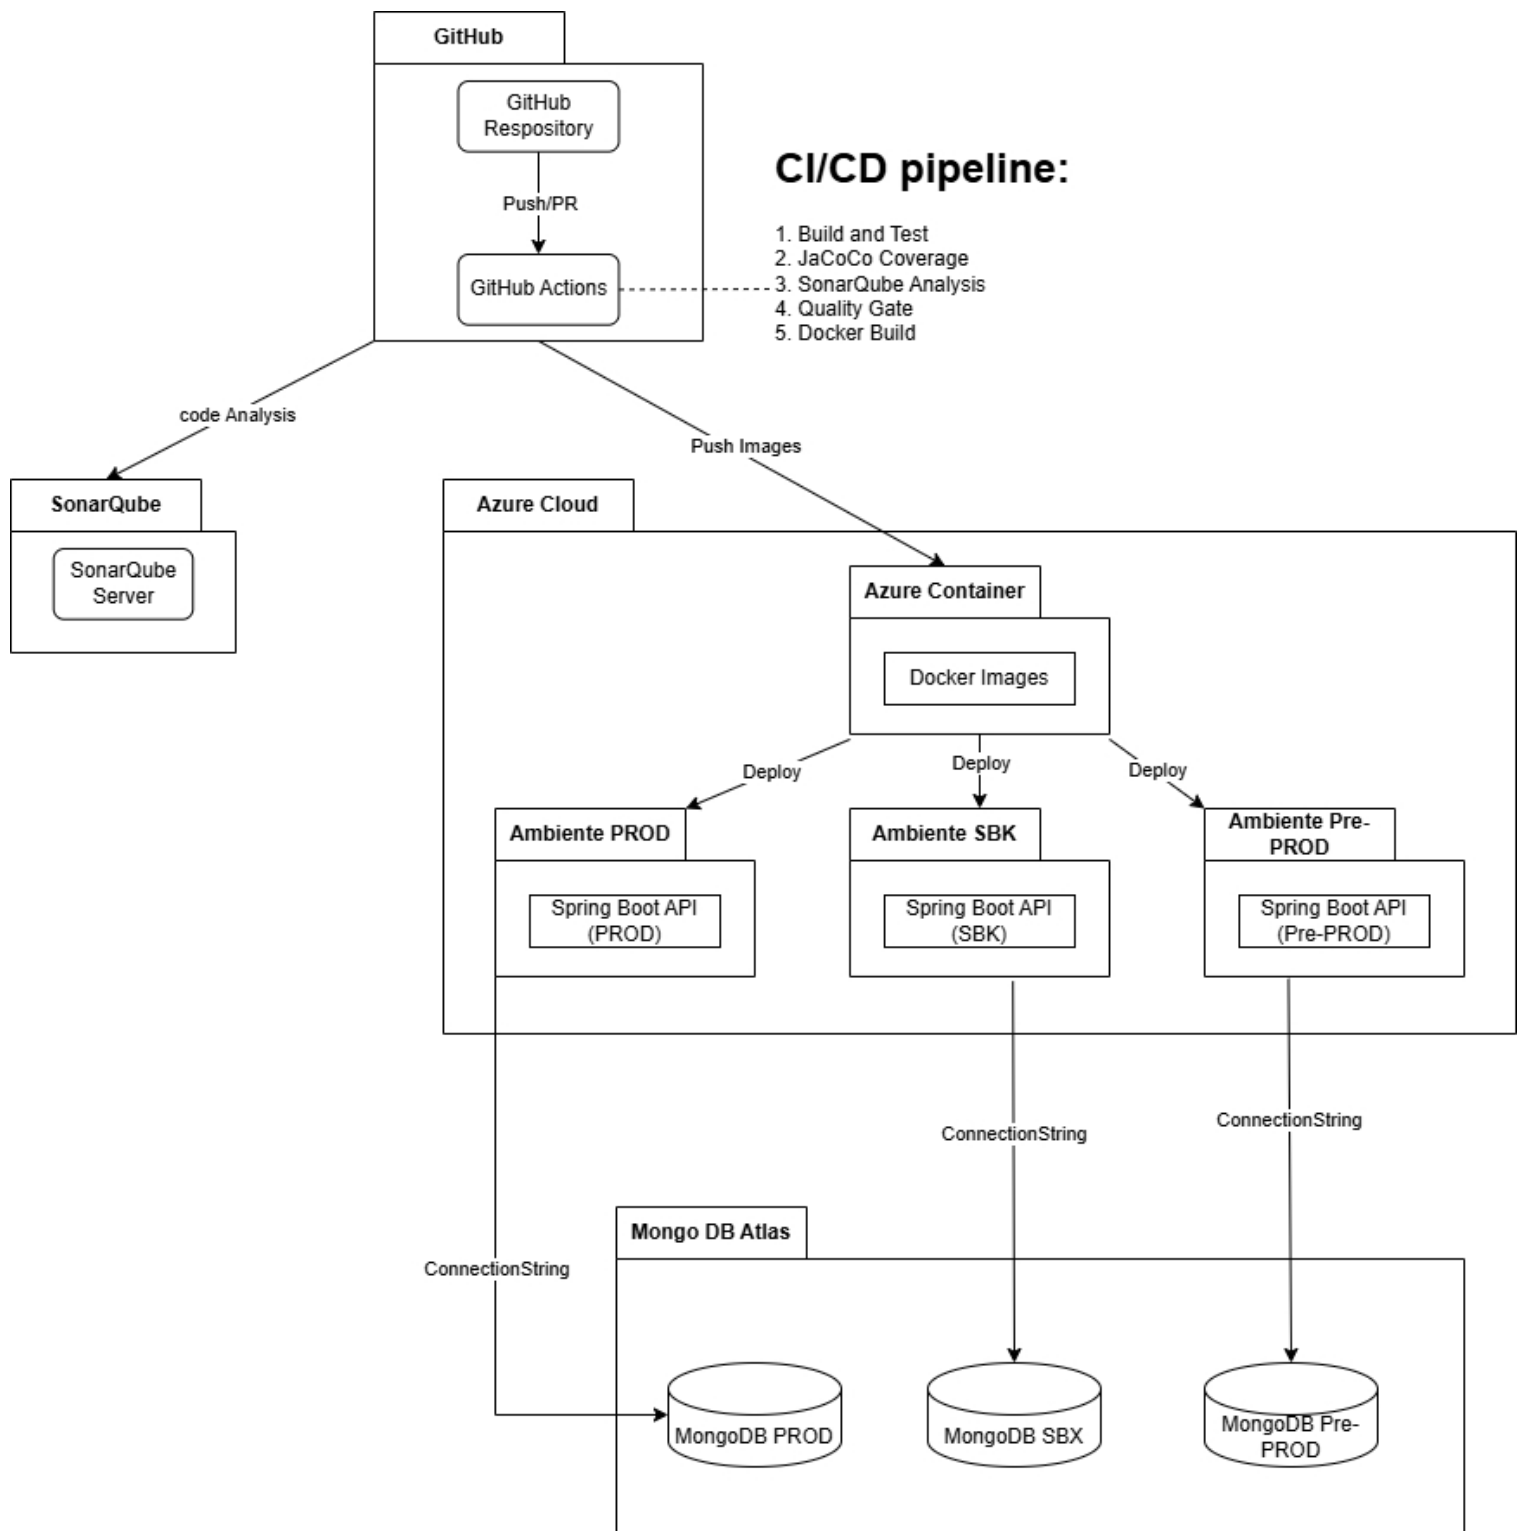 GitHub
GitHub
Respository
Push/PR
GitHub Actions
CI/CD pipeline:
1. Build and Test
2. JaCoCo Coverage
3. SonarQube Analysis
4. Quality Gate
5. Docker Build
code Analysis
Push Images
SonarQube
SonarQube
Server
Azure Cloud
Azure Container
Docker Images
Deploy
Deploy
Deploy
Ambiente PROD
Ambiente SBK
Ambiente Pre-
PROD
Spring Boot API
(PROD)
Spring Boot API
(SBK)
Spring Boot API
(Pre-PROD)
ConnectionString
ConnectionString
ConnectionString
Mongo DB Atlas
MongoDB PROD
MongoDB SBX
MongoDB Pre-
PROD